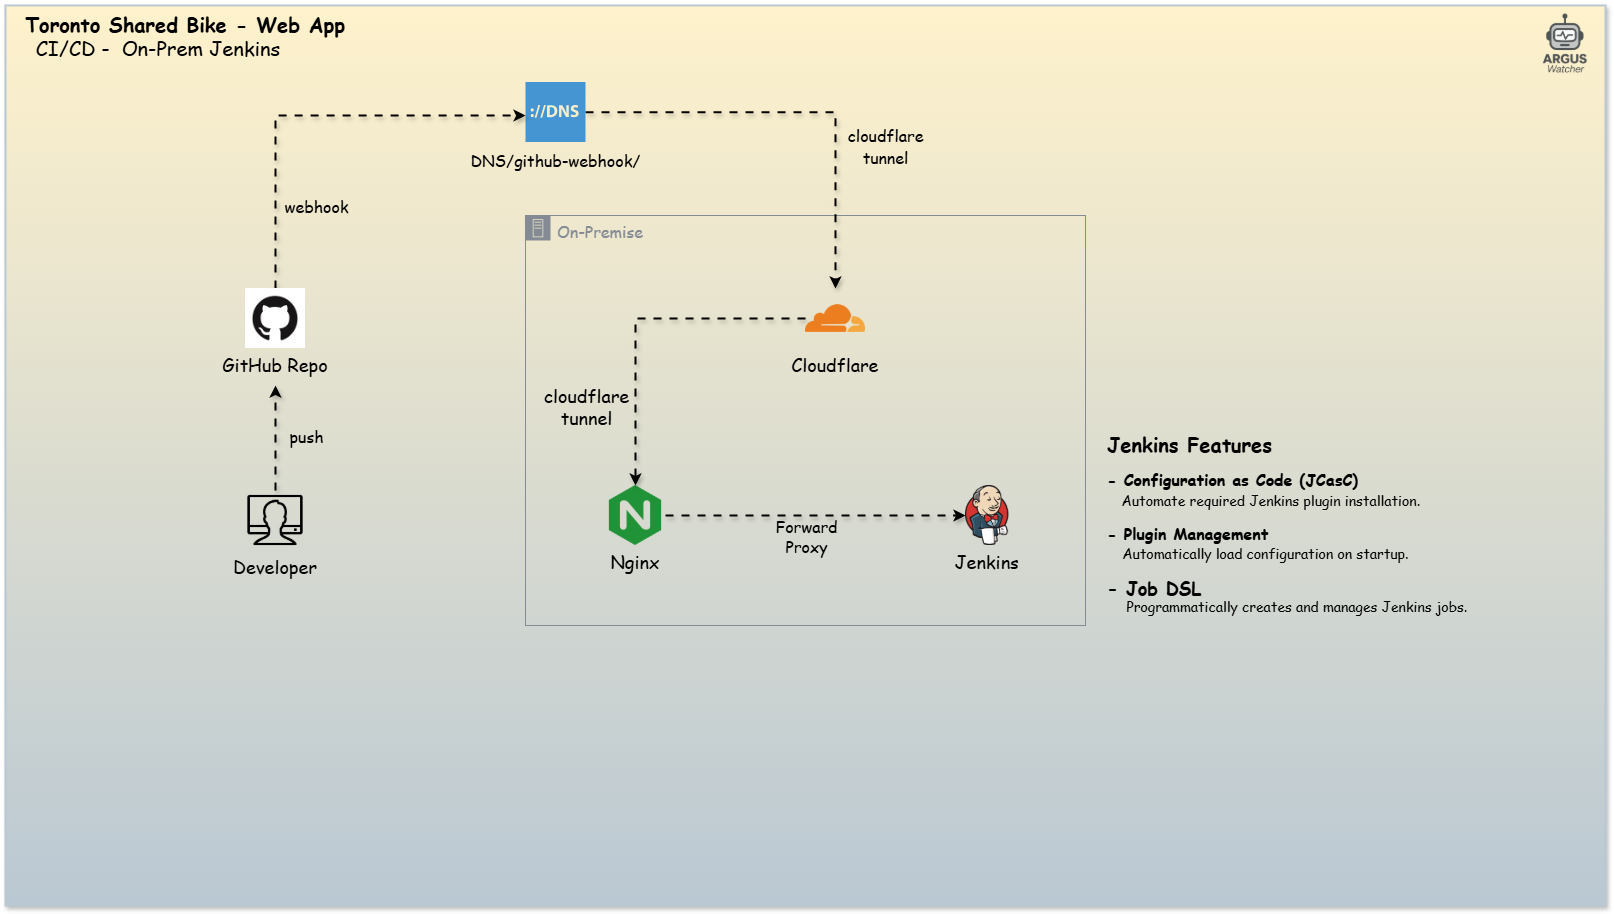 Toronto Shared Bike - Web App
CI/CD - On-Prem Jenkins
ARGUS
Watcher
://DNS
DNS/github-webhook/
cloudflare
tunnel
webhook
On-Premise
GitHub Repo
Cloudflare
cloudflare
tunnel
push
Developer
N
Nginx
Forward
Proxy
Jenkins
Jenkins Features
- Configuration as Code (JCasC)
Automate required Jenkins plugin installation.
- Plugin Management
Automatically load configuration on startup.
- Job DSL
Programmatically creates and manages Jenkins jobs.